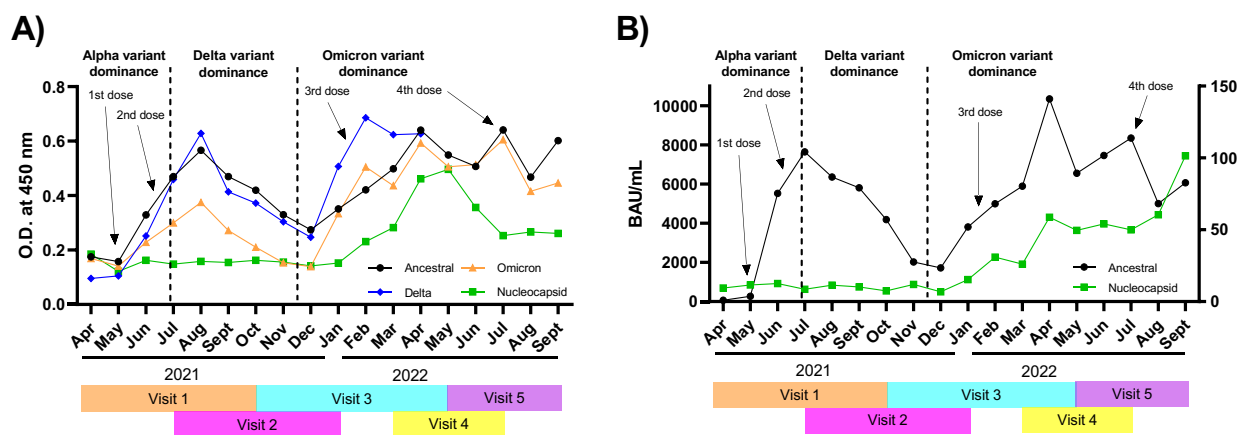 A)
Alpha variant
dominance
Delta variant
dominance
Omicron variant
dominance
1st dose
2nd dose
3rd dose
4th dose
O.D. at 450 nm
0.8
0.6
0.4
0.2
0.0
Ancestral
Omicron
Delta
Nucleocapsid
Apr
May
Jun
Jul
Aug
Sept
Oct
Nov
Dec
Jan
Feb
Mar
Apr
May
Jun
Jul
Aug
Sept
2021
2022
Visit 1
Visit 3
Visit 5
Visit 2
Visit 4
B)
Alpha variant
dominance
Delta variant
dominance
Omicron variant
dominance
2nd dose
1st dose
3rd dose
4th dose
BAU/mL
10000
8000
6000
4000
2000
0
150
100
50
0
Ancestral
Nucleocapsid
Apr
May
Jun
Jul
Aug
Sept
Oct
Nov
Dec
Jan
Feb
Mar
Apr
May
Jun
Jul
Aug
Sept
2021
2022
Visit 1
Visit 3
Visit 5
Visit 2
Visit 4